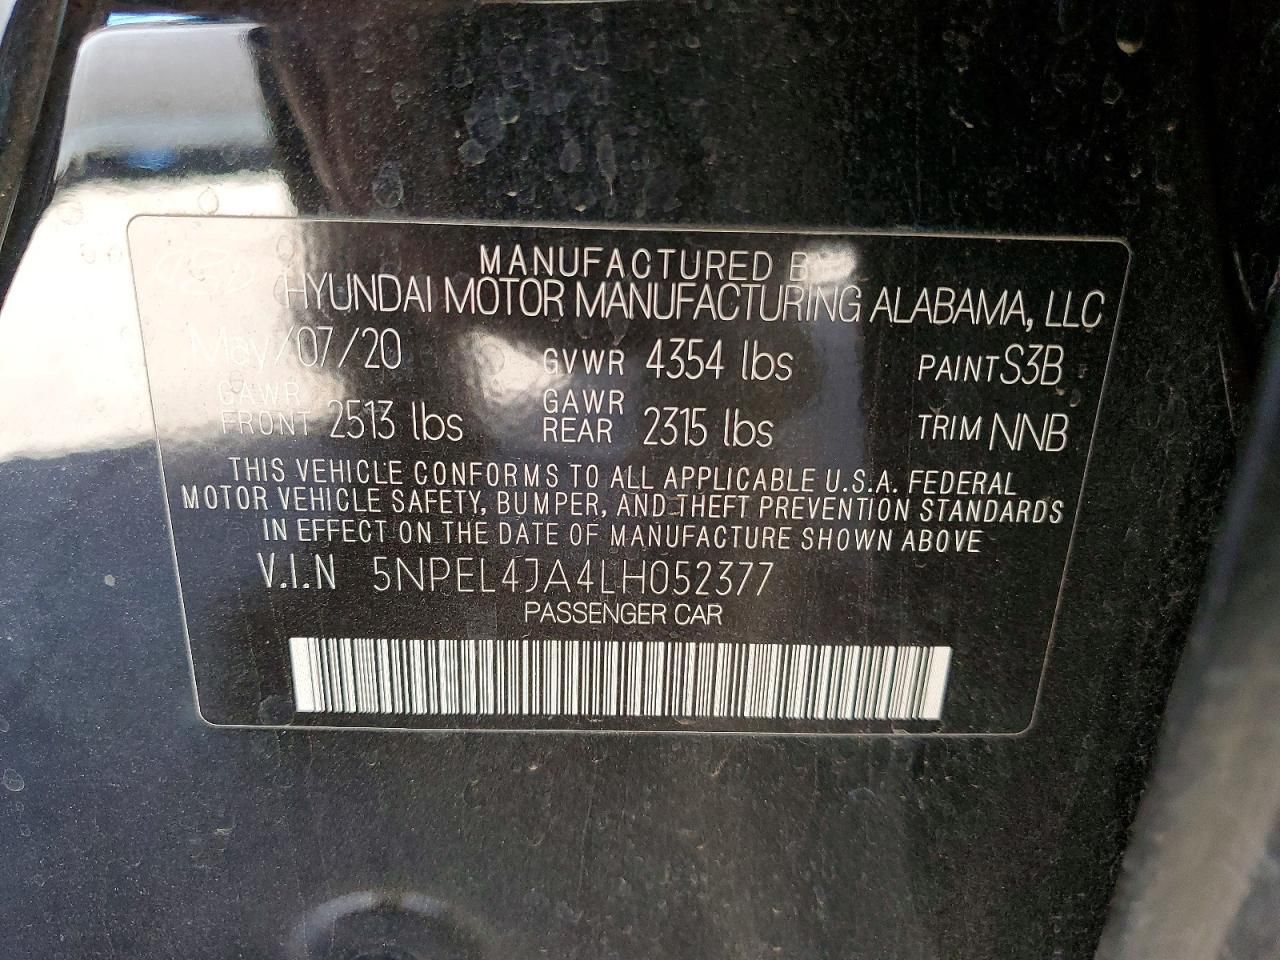 MANUFACTURED BY
HYUNDAI MOTOR MANUFACTURING ALABAMA, LLC
May/07/20 GVWR 4354 lbs PAINT S3B
GAWR FRONT 2513 lbs GAWR REAR 2315 lbs TRIM NNB
THIS VEHICLE CONFORMS TO ALL APPLICABLE U.S.A. FEDERAL
MOTOR VEHICLE SAFETY, BUMPER, AND THEFT PREVENTION STANDARDS
IN EFFECT ON THE DATE OF MANUFACTURE SHOWN ABOVE
V.I.N 5NPEL4JA4LH052377
PASSENGER CAR